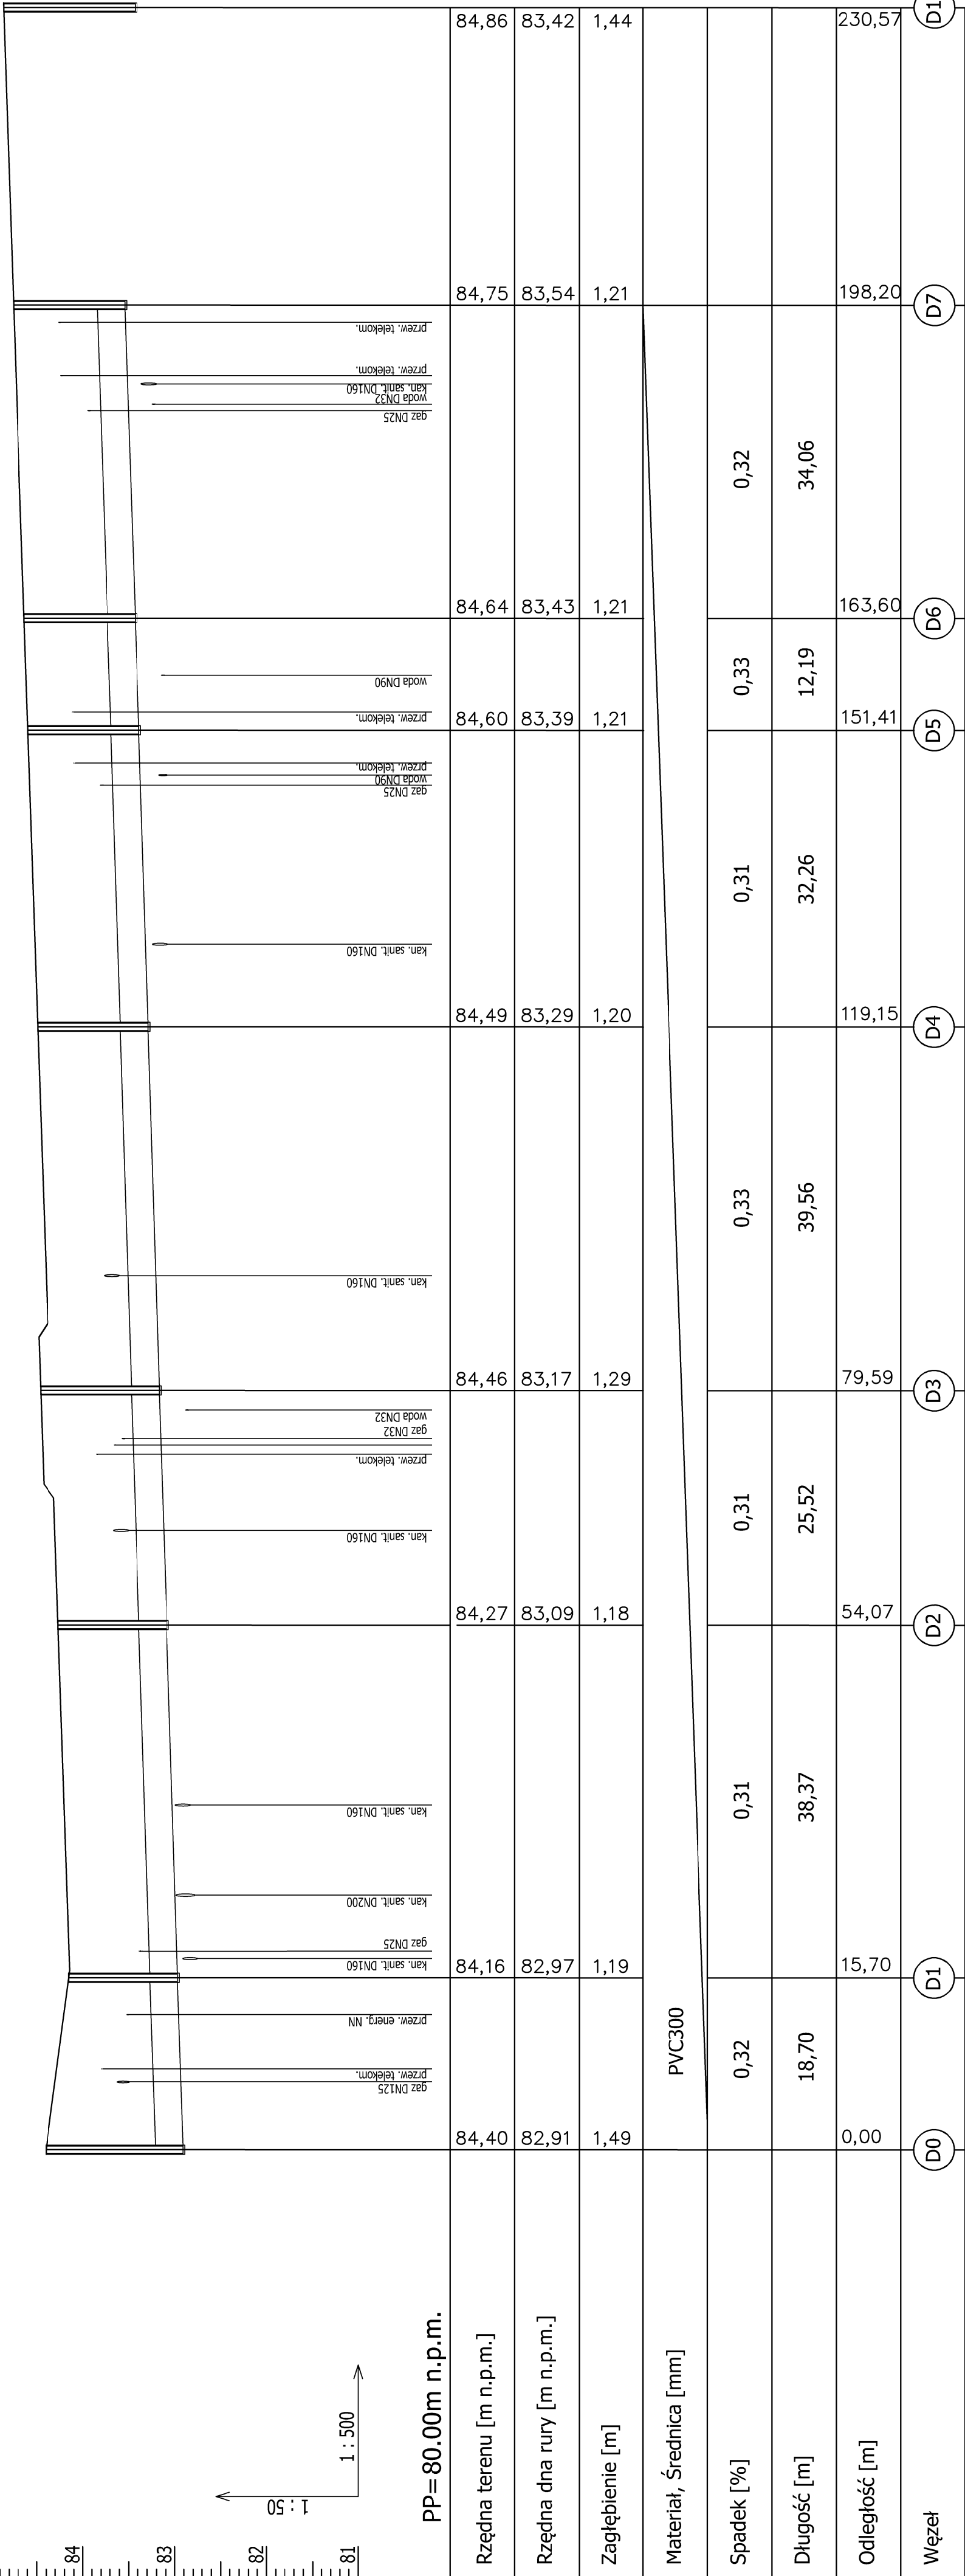 84,86 83,42 1,44 230,57
84,75 83,54 1,21 198,20 D7
przew. telekom.
przew. telekom.
kan. sanit. DN160
woda DN32
gaz DN25
0,32 34,06
84,64 83,43 1,21 163,60 D6
woda DN90
0,33 12,19
przew. telekom.
84,60 83,39 1,21 151,41 D5
przew. telekom.
woda DN90
gaz DN25
0,31 32,26
kan. sanit. DN160
84,49 83,29 1,20 119,15 D4
0,33 39,56
kan. sanit. DN160
84,46 83,17 1,29 79,59 D3
woda DN32
gaz DN32
przew. telekom.
0,31 25,52
kan. sanit. DN160
84,27 83,09 1,18 54,07 D2
0,31 38,37
kan. sanit. DN160
kan. sanit. DN200
gaz DN25
kan. sanit. DN160
84,16 82,97 1,19 15,70 D1
przew. energ. NN
PVC300
0,32 18,70
przew. telekom.
gaz DN125
84,40 82,91 1,49 0,00 D0
1 : 500
1 : 50
PP=80.00m n.p.m.
Rzędna terenu [m n.p.m.]
Rzędna dna rury [m n.p.m.]
Zagłębienie [m]
Materiał, Średnica [mm]
Spadek [%]
Długość [m]
Odległość [m]
Węzeł
84
83
82
81